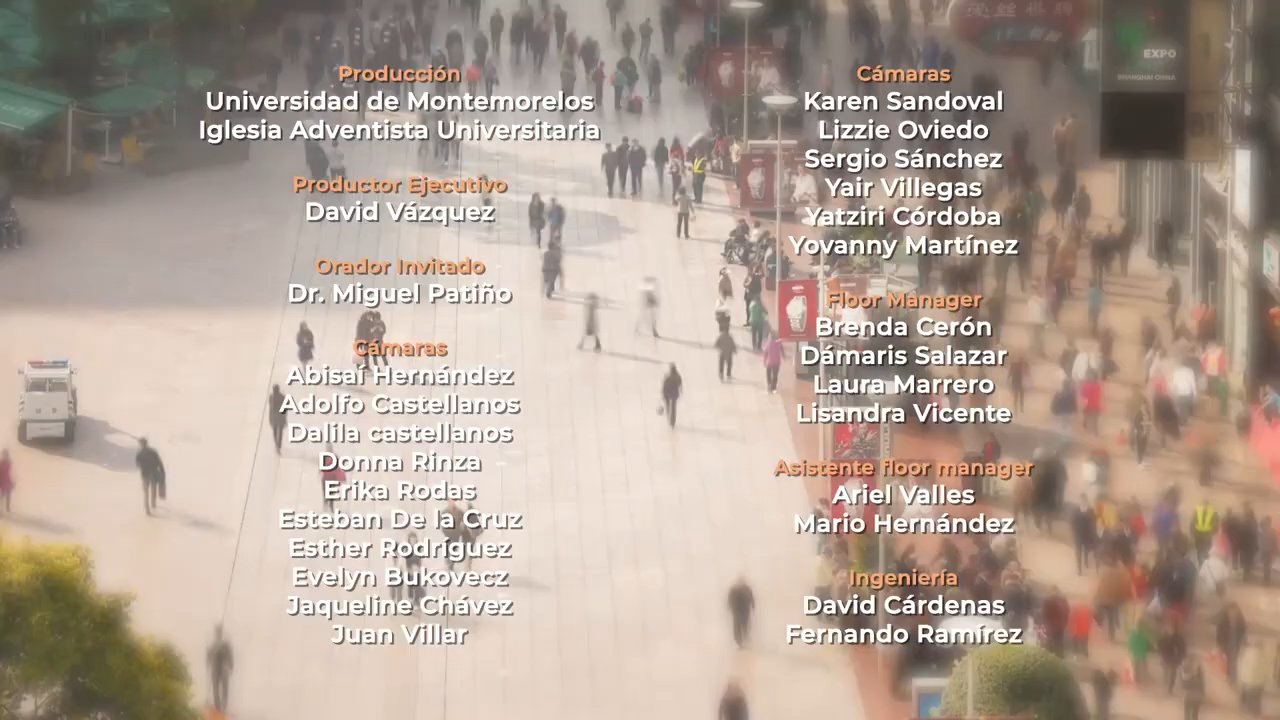 Producción
Universidad de Montemorelos
Iglesia Adventista Universitaria
Productor Ejecutivo
David Vázquez
Orador Invitado
Dr. Miguel Patiño
Cámaras
Abisaí Hernández
Adolfo Castellanos
Dalila castellanos
Donna Rinza
Erika Rodas
Esteban De la Cruz
Esther Rodríguez
Evelyn Bukovecz
Jaqueline Chávez
Juan Villar
Cámaras
Karen Sandoval
Lizzie Oviedo
Sergio Sánchez
Yair Villegas
Yatziri Córdoba
Yovanny Martínez
Floor Manager
Brenda Cerón
Dámaris Salazar
Laura Marrero
Lisandra Vicente
Asistente floor manager
Ariel Valles
Mario Hernández
Ingeniería
David Cárdenas
Fernando Ramírez
EXPO
SHANGHAI CHINA